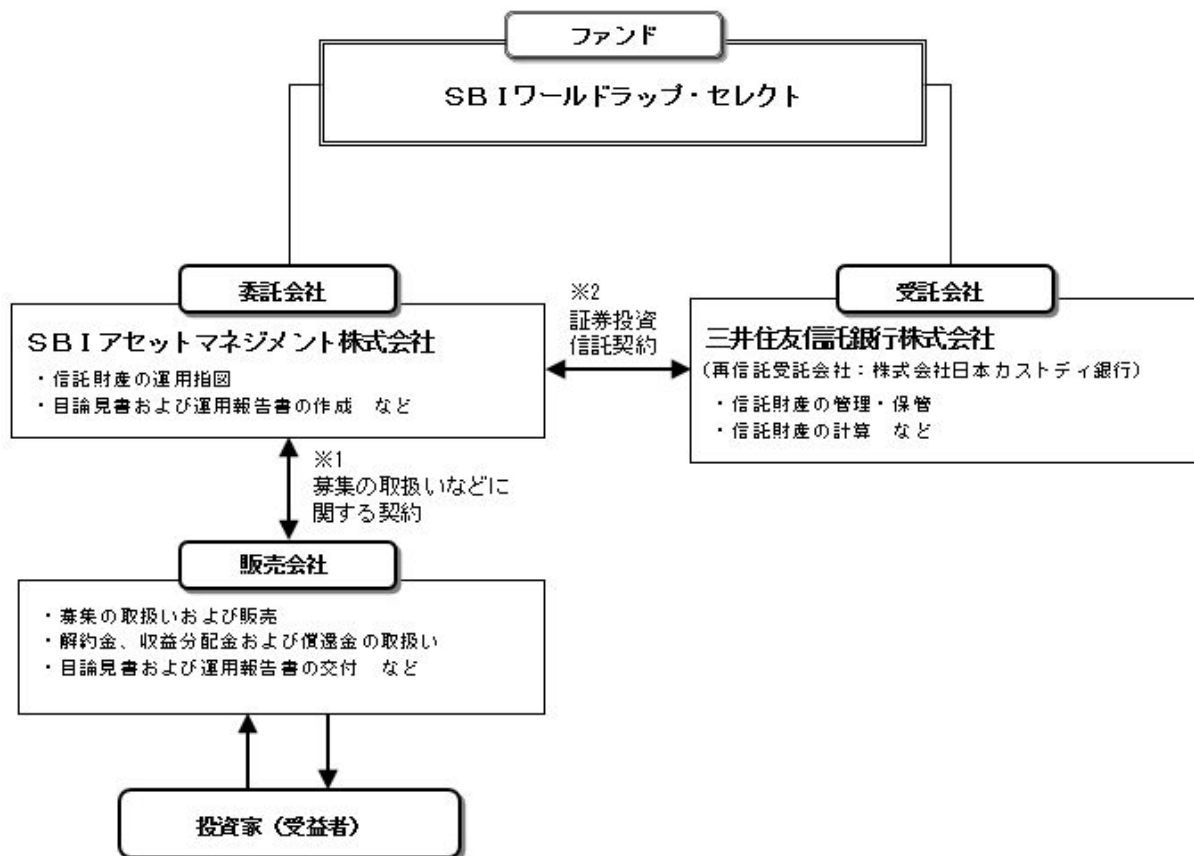 ファンド
SBIワールドラップ・セレクト
委託会社
SBIアセットマネジメント株式会社
・信託財産の運用指図
・目論見書および運用報告書の作成　など
※2
証券投資
信託契約
受託会社
三井住友信託銀行株式会社
(再信託受託会社：株式会社日本カストディ銀行)
・信託財産の管理・保管
・信託財産の計算　など
※1
募集の取扱いなどに
関する契約
販売会社
・募集の取扱いおよび販売
・解約金、収益分配金および償還金の取扱い
・目論見書および運用報告書の交付　など
投資家（受益者）